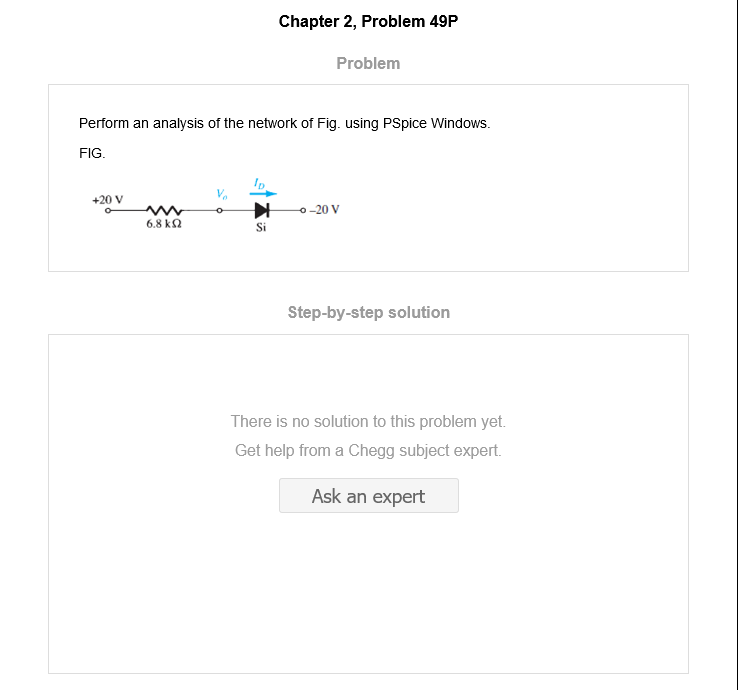 Chapter 2, Problem 49P
Problem
Perform an analysis of the network of Fig. using PSpice Windows.
FIG.
I_D
V_o
+20 V
–20 V
6.8 kΩ
Si
Step-by-step solution
There is no solution to this problem yet.
Get help from a Chegg subject expert.
Ask an expert